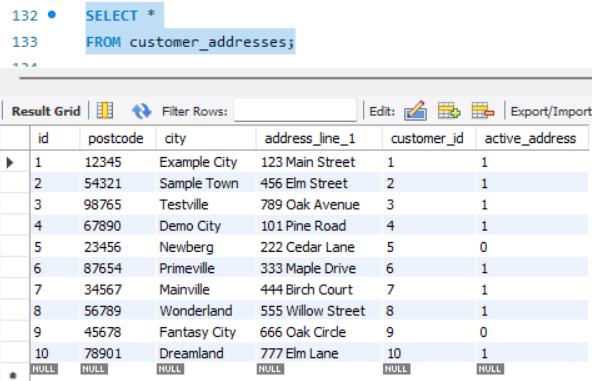 132 SELECT *
133 FROM customer_addresses;
Result Grid Filter Rows: Edit: Export/Import
id postcode city address_line_1 customer_id active_address
1 12345 Example City 123 Main Street 1 1
2 54321 Sample Town 456 Elm Street 2 1
3 98765 Testville 789 Oak Avenue 3 1
4 67890 Demo City 101 Pine Road 4 1
5 23456 Newberg 222 Cedar Lane 5 0
6 87654 Primeville 333 Maple Drive 6 1
7 34567 Mainville 444 Birch Court 7 1
8 56789 Wonderland 555 Willow Street 8 1
9 45678 Fantasy City 666 Oak Circle 9 0
10 78901 Dreamland 777 Elm Lane 10 1
NULL NULL NULL NULL NULL NULL